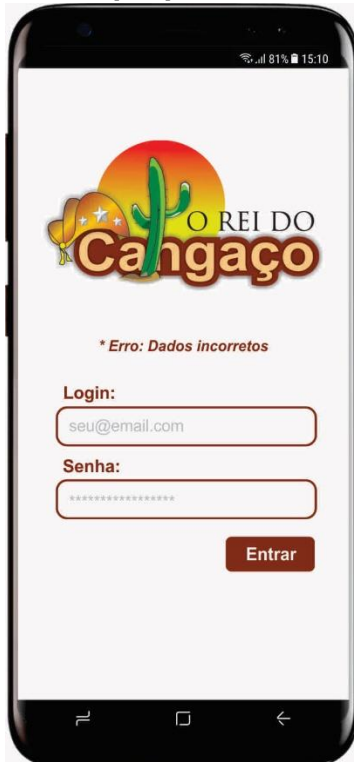 81% 15:10
O REI DO
Cangaço
* Erro: Dados incorretos
Login:
seu@email.com
Senha:
*****************
Entrar